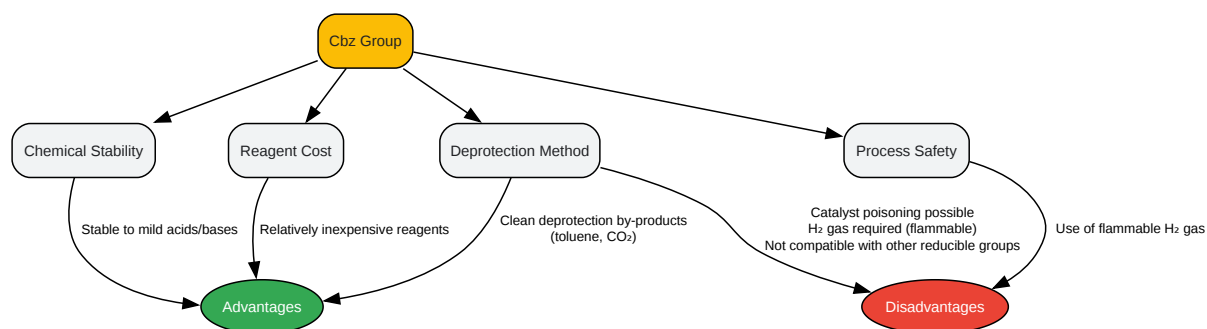 Cbz Group
Chemical Stability
Reagent Cost
Deprotection Method
Process Safety
Stable to mild acids/bases
Relatively inexpensive reagents
Clean deprotection by-products
(toluene, CO₂)
Catalyst poisoning possible
H₂ gas required (flammable)
Not compatible with other reducible groups
Use of flammable H₂ gas
Advantages
Disadvantages